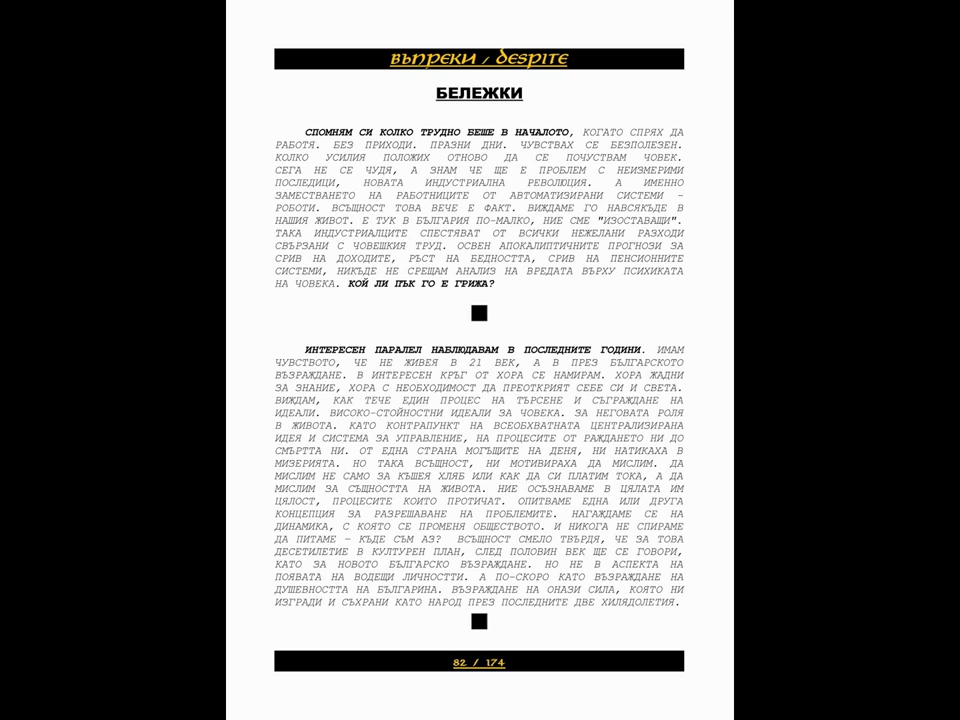 ВЪПРЕКИ / DESPITE
БЕЛЕЖКИ
СПОМНЯМ СИ КОЛКО ТРУДНО БЕШЕ В НАЧАЛОТО, КОГАТО СПРЯХ ДА
РАБОТЯ. БЕЗ ПРИХОДИ. ПРАЗНИ ДНИ. ЧУВСТВАХ СЕ БЕЗПОЛЕЗЕН.
КОЛКО УСИЛИЯ ПОЛОЖИХ ОТНОВО ДА СЕ ПОЧУСТВАМ ЧОВЕК.
СЕГА НЕ СЕ ЧУДЯ, А ЗНАМ ЧЕ ЩЕ Е ПРОБЛЕМ С НЕИЗМЕРИМИ
ПОСЛЕДИЦИ, НОВАТА ИНДУСТРИАЛНА РЕВОЛЮЦИЯ. А ИМЕННО
ЗАМЕСТВАНЕТО НА РАБОТНИЦИТЕ ОТ АВТОМАТИЗИРАНИ СИСТЕМИ –
РОБОТИ. ВСЪЩНОСТ ТОВА ВЕЧЕ Е ФАКТ. ВИЖДАМЕ ГО НАВСЯКЪДЕ В
НАШИЯ ЖИВОТ. Е ТУК В БЪЛГАРИЯ ПО-МАЛКО, НИЕ СМЕ "ИЗОСТАВАЩИ".
ТАКА ИНДУСТРИАЛЦИТЕ СПЕСТЯВАТ ОТ ВСИЧКИ НЕЖЕЛАНИ РАЗХОДИ
СВЪРЗАНИ С ЧОВЕШКИЯ ТРУД. ОСВЕН АПОКАЛИПТИЧНИТЕ ПРОГНОЗИ ЗА
СРИВ НА ДОХОДИТЕ, РЪСТ НА БЕДНОСТТА, СРИВ НА ПЕНСИОННИТЕ
СИСТЕМИ, НИКЪДЕ НЕ СРЕЩАМ АНАЛИЗ НА ВРЕДАТА ВЪРХУ ПСИХИКАТА
НА ЧОВЕКА. КОЙ ЛИ ПЪК ГО Е ГРИЖА?
ИНТЕРЕСЕН ПАРАЛЕЛ НАБЛЮДАВАМ В ПОСЛЕДНИТЕ ГОДИНИ. ИМАМ
ЧУВСТВОТО, ЧЕ НЕ ЖИВЕЯ В 21 ВЕК, А В ПРЕЗ БЪЛГАРСКОТО
ВЪЗРАЖДАНЕ. В ИНТЕРЕСЕН КРЪГ ОТ ХОРА СЕ НАМИРАМ. ХОРА ЖАДНИ
ЗА ЗНАНИЕ, ХОРА С НЕОБХОДИМОСТ ДА ПРЕОТКРИЯТ СЕБЕ СИ И СВЕТА.
ВИЖДАМ, КАК ТЕЧЕ ЕДИН ПРОЦЕС НА ТЪРСЕНЕ И СЪГРАЖДАНЕ НА
ИДЕАЛИ. ВИСОКО-СТОЙНОСТНИ ИДЕАЛИ ЗА ЧОВЕКА. ЗА НЕГОВАТА РОЛЯ
В ЖИВОТА. КАТО КОНТРАПУНКТ НА ВСЕОБХВАТНАТА ЦЕНТРАЛИЗИРАНА
ИДЕЯ И СИСТЕМА ЗА УПРАВЛЕНИЕ, НА ПРОЦЕСИТЕ ОТ РАЖДАНЕТО НИ ДО
СМЪРТТА НИ. ОТ ЕДНА СТРАНА МОГЪЩИТЕ НА ДЕНЯ, НИ НАТИКАХА В
МИЗЕРИЯТА. НО ТАКА ВСЪЩНОСТ, НИ МОТИВИРАХА ДА МИСЛИМ. ДА
МИСЛИМ НЕ САМО ЗА КЪШЕЯ ХЛЯБ ИЛИ КАК ДА СИ ПЛАТИМ ТОКА, А ДА
МИСЛИМ ЗА СЪЩНОСТТА НА ЖИВОТА. НИЕ ОСЪЗНАВАМЕ В ЦЯЛАТА ИМ
ЦЯЛОСТ, ПРОЦЕСИТЕ КОИТО ПРОТИЧАТ. ОПИТВАМЕ ЕДНА ИЛИ ДРУГА
КОНЦЕПЦИЯ ЗА РАЗРЕШАВАНЕ НА ПРОБЛЕМИТЕ. НАГАЖДАМЕ СЕ НА
ДИНАМИКА, С КОЯТО СЕ ПРОМЕНЯ ОБЩЕСТВОТО. И НИКОГА НЕ СПИРАМЕ
ДА ПИТАМЕ – КЪДЕ СЪМ АЗ? ВСЪЩНОСТ СМЕЛО ТВЪРДЯ, ЧЕ ЗА ТОВА
ДЕСЕТИЛЕТИЕ В КУЛТУРЕН ПЛАН, СЛЕД ПОЛОВИН ВЕК ЩЕ СЕ ГОВОРИ,
КАТО ЗА НОВОТО БЪЛГАРСКО ВЪЗРАЖДАНЕ. НО НЕ В АСПЕКТА НА
ПОЯВАТА НА ВОДЕЩИ ЛИЧНОСТТИ. А ПО-СКОРО КАТО ВЪЗРАЖДАНЕ НА
ДУШЕВНОСТТА НА БЪЛГАРИНА. ВЪЗРАЖДАНЕ НА ОНАЗИ СИЛА, КОЯТО НИ
ИЗГРАДИ И СЪХРАНИ КАТО НАРОД ПРЕЗ ПОСЛЕДНИТЕ ДВЕ ХИЛЯДОЛЕТИЯ.
82 / 174